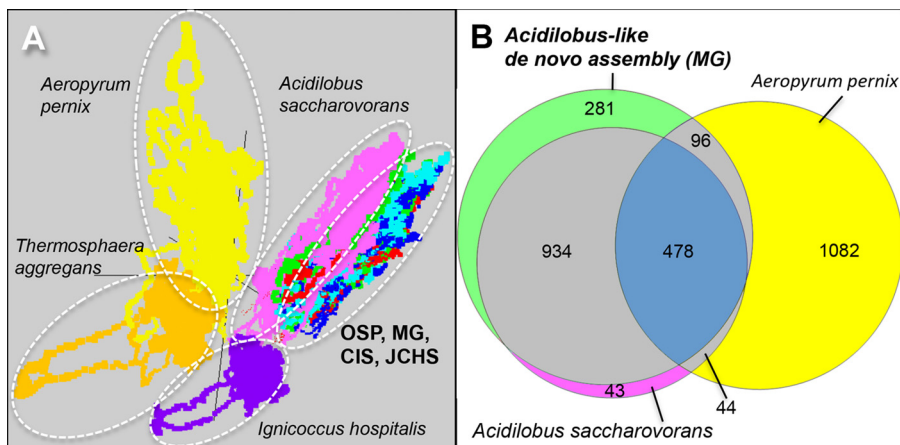 A
Aeropyrum
pernix
Acidilobus
saccharovorans
Thermosphaera
aggregans
OSP, MG,
CIS, JCHS
Ignicoccus hospitalis
B
Acidilobus-like
de novo assembly (MG)
Aeropyrum pernix
281
96
934
478
1082
43
44
Acidilobus saccharovorans